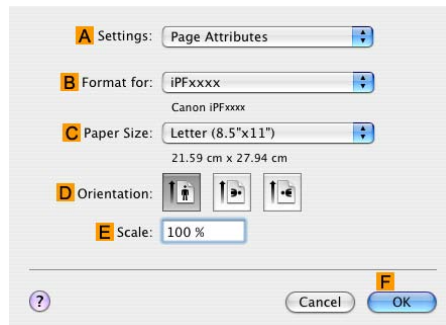 A Settings: Page Attributes
B Format for: iPFxxxx
Canon iPFxxxx
C Paper Size: Letter (8.5"x11")
21.59 cm x 27.94 cm
D Orientation:
E Scale: 100 %
F
? Cancel OK